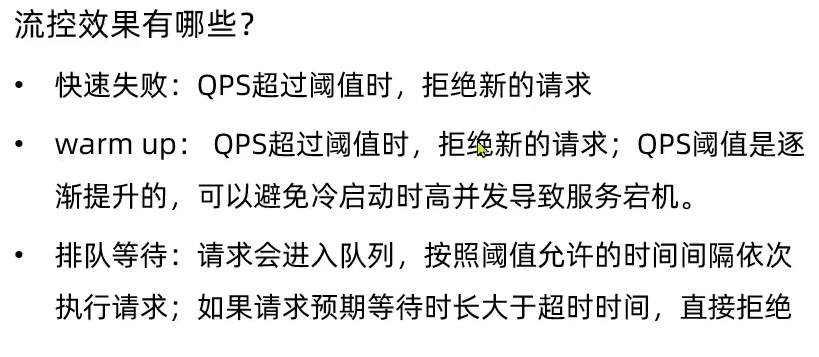 流控效果有哪些？
• 快速失败：QPS超过阈值时，拒绝新的请求
• warm up： QPS超过阈值时，拒绝新的请求；QPS阈值是逐
渐提升的，可以避免冷启动时高并发导致服务宕机。
• 排队等待：请求会进入队列，按照阈值允许的时间间隔依次
执行请求；如果请求预期等待时长大于超时时间，直接拒绝